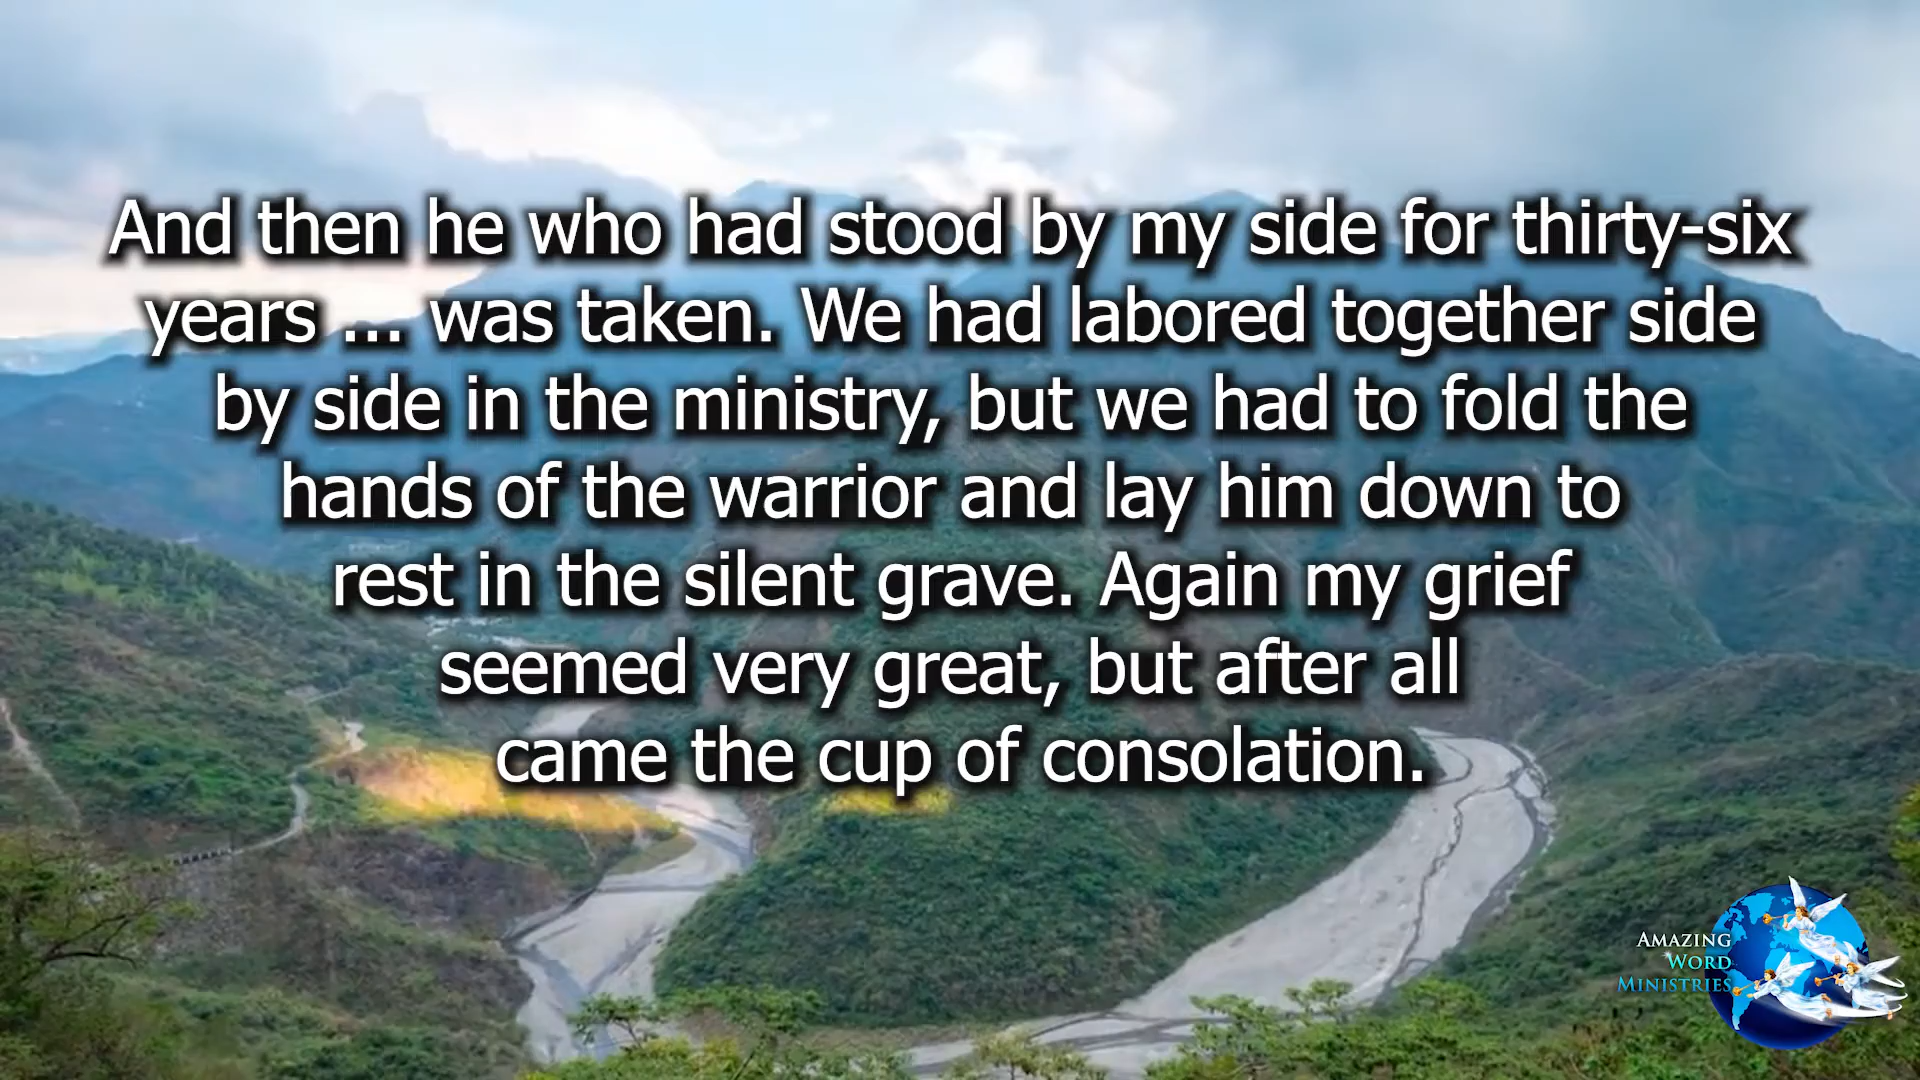 And then he who had stood by my side for thirty-six
years ... was taken. We had labored together side
by side in the ministry, but we had to fold the
hands of the warrior and lay him down to
rest in the silent grave. Again my grief
seemed very great, but after all
came the cup of consolation.
AMAZING
WORD
MINISTRIES